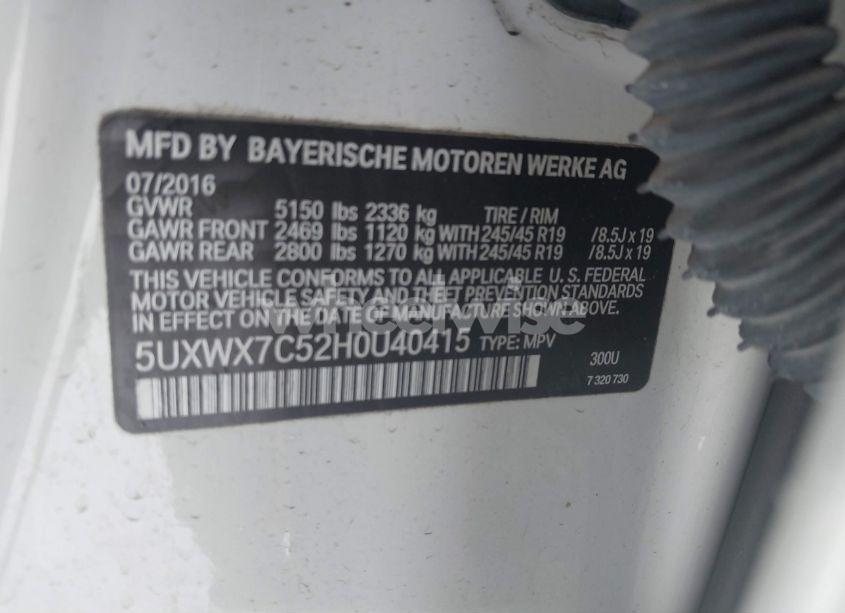 MFD BY BAYERISCHE MOTOREN WERKE AG
07/2016
GVWR 5150 lbs 2336 kg TIRE / RIM
GAWR FRONT 2469 lbs 1120 kg WITH 245/45 R19 /8.5J x 19
GAWR REAR 2800 lbs 1270 kg WITH 245/45 R19 /8.5J x 19
THIS VEHICLE CONFORMS TO ALL APPLICABLE U.S. FEDERAL
MOTOR VEHICLE SAFETY AND THEFT PREVENTION STANDARDS
IN EFFECT ON THE DATE OF MANUFACTURE SHOWN ABOVE.
wheelwise
5UXWX7C52H0U40415 TYPE: MPV
300U
7 320 730